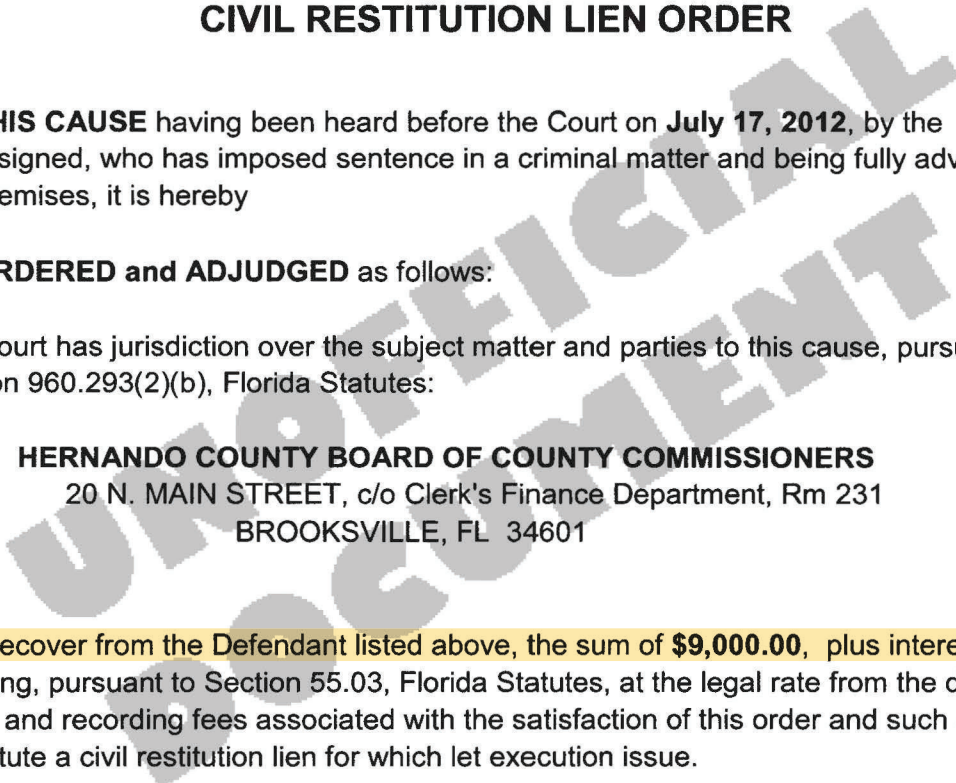 CIVIL RESTITUTION LIEN ORDER
HIS CAUSE having been heard before the Court on July 17, 2012, by the
signed, who has imposed sentence in a criminal matter and being fully adv
emises, it is hereby
RDERED and ADJUDGED as follows:
ourt has jurisdiction over the subject matter and parties to this cause, pursu
on 960.293(2)(b), Florida Statutes:
HERNANDO COUNTY BOARD OF COUNTY COMMISSIONERS
20 N. MAIN STREET, c/o Clerk's Finance Department, Rm 231
BROOKSVILLE, FL 34601
ecover from the Defendant listed above, the sum of $9,000.00, plus intere
ng, pursuant to Section 55.03, Florida Statutes, at the legal rate from the d
and recording fees associated with the satisfaction of this order and such
tute a civil restitution lien for which let execution issue.
UNOFFICIAL
DOCUMENT